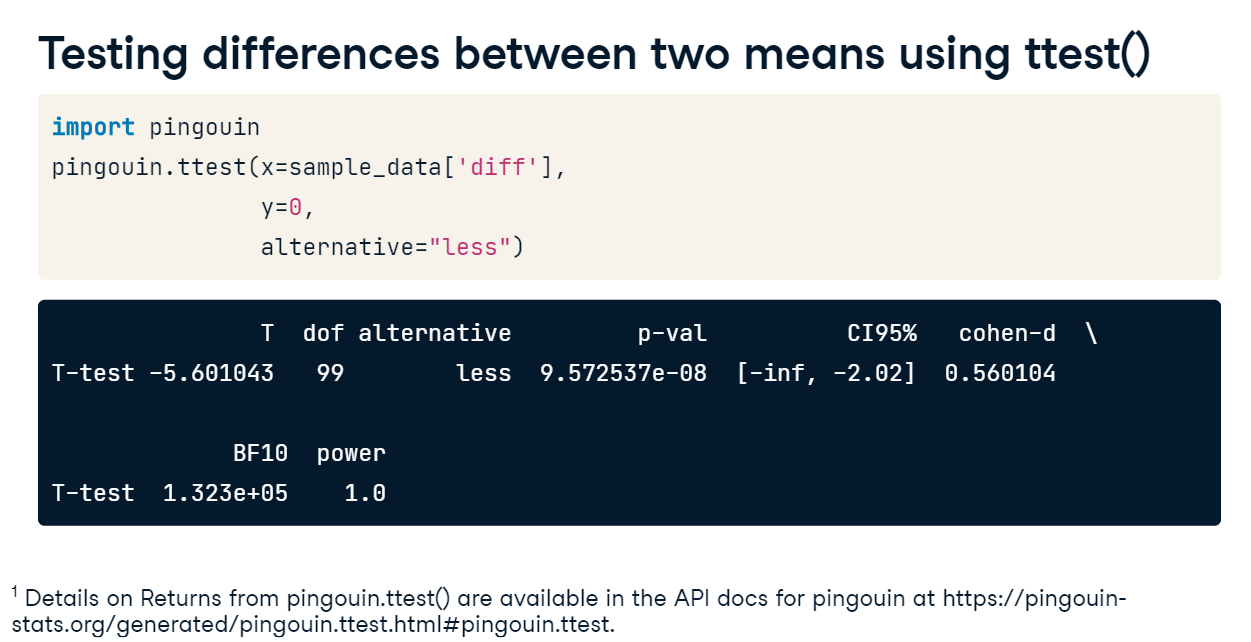 Testing differences between two means using ttest()
import pingouin
pingouin.ttest(x=sample_data['diff'],
               y=0,
               alternative="less")
               T  dof alternative         p-val          CI95%   cohen-d  \
T-test -5.601043   99        less  9.572537e-08  [-inf, -2.02]  0.560104
             BF10  power
T-test  1.323e+05    1.0
1 Details on Returns from pingouin.ttest() are available in the API docs for pingouin at https://pingouin-
stats.org/generated/pingouin.ttest.html#pingouin.ttest.